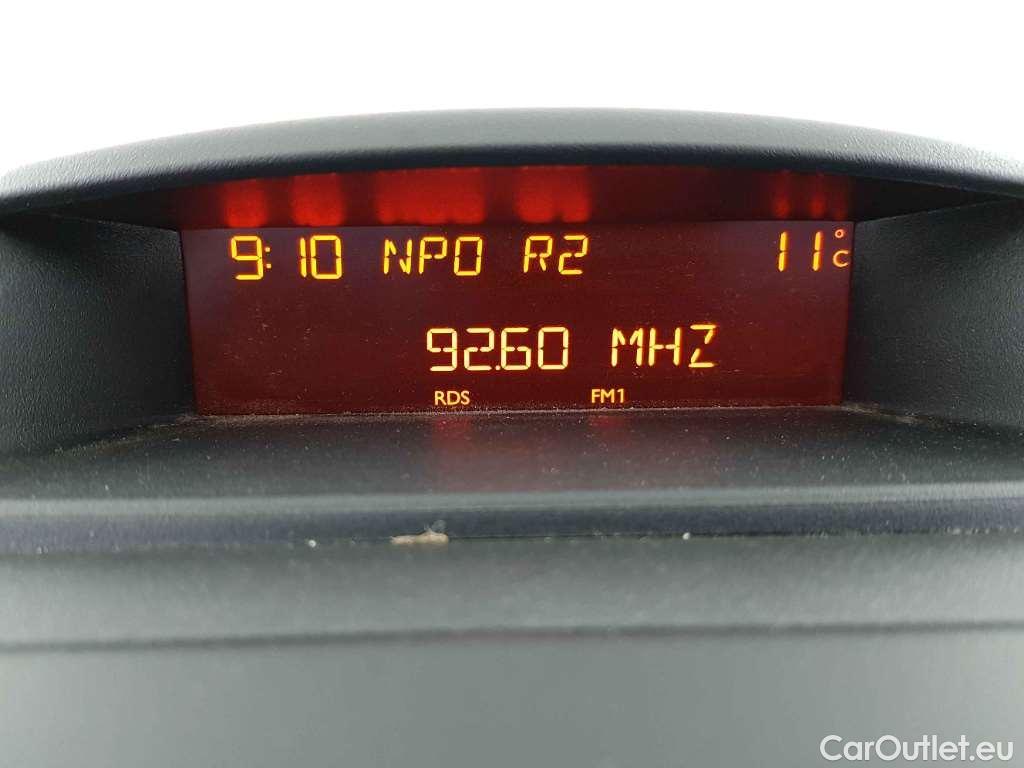 9:10 NPO R2 11°C
92.60 MHZ
RDS FM1
CarOutlet.eu